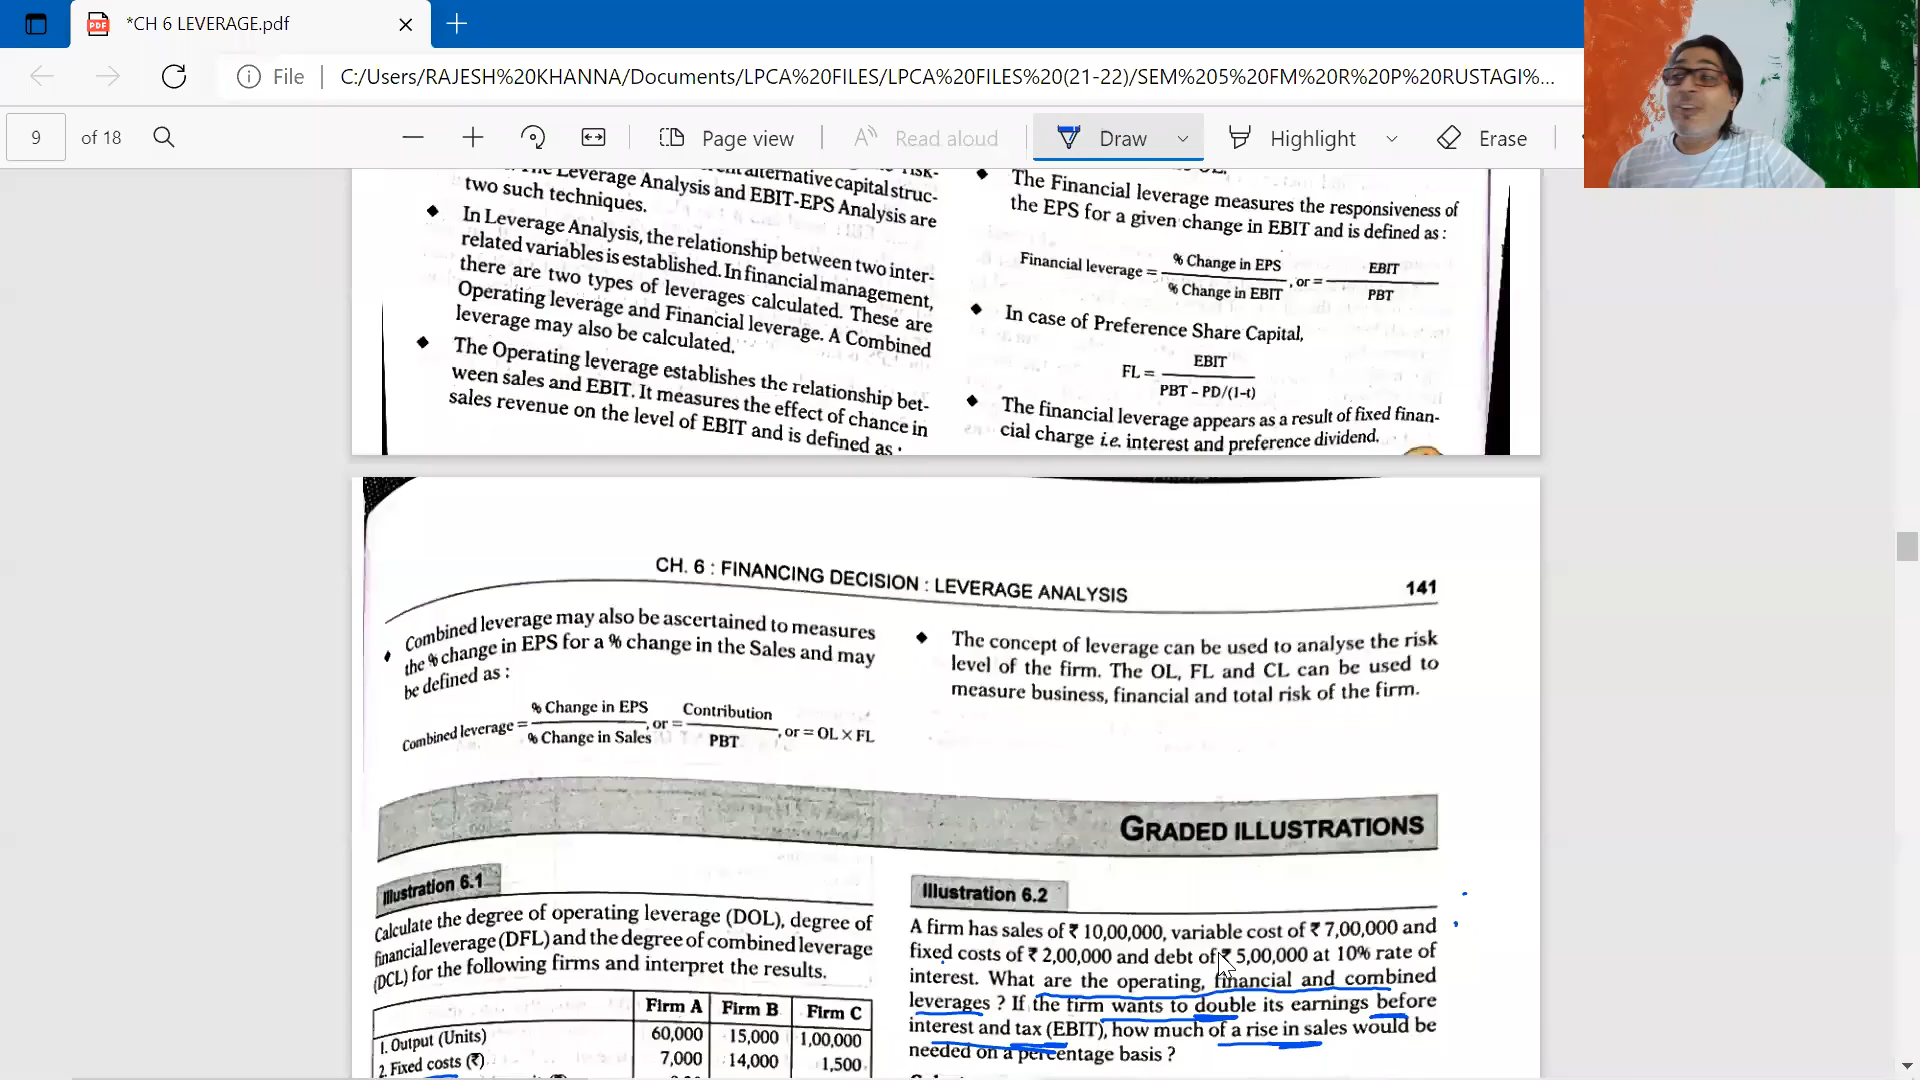 *CH 6 LEVERAGE.pdf
File
C:/Users/RAJESH%20KHANNA/Documents/LPCA%20FILES/LPCA%20FILES%20(21-22)/SEM%205%20FM%20R%20P%20RUSTAGI%...
9 of 18
Page view
Read aloud
Draw
Highlight
Erase
Leverage Analysis and EBIT-EPS Analysis are
two such techniques.
In Leverage Analysis, the relationship between two inter-
related variables is established. In financial management,
there are two types of leverages calculated. These are
Operating leverage and Financial leverage. A Combined
leverage may also be calculated.
The Operating leverage establishes the relationship bet-
ween sales and EBIT. It measures the effect of chance in
sales revenue on the level of EBIT and is defined as :
The Financial leverage measures the responsiveness of
the EPS for a given change in EBIT and is defined as :
Financial leverage = % Change in EPS / % Change in EBIT , or = EBIT / PBT
In case of Preference Share Capital,
FL = EBIT / PBT – PD/(1-t)
The financial leverage appears as a result of fixed finan-
cial charge i.e. interest and preference dividend.
CH. 6 : FINANCING DECISION : LEVERAGE ANALYSIS
141
Combined leverage may also be ascertained to measures
the % change in EPS for a % change in the Sales and may
be defined as :
Combined leverage = % Change in EPS / % Change in Sales , or = Contribution / PBT , or = OL X FL
The concept of leverage can be used to analyse the risk
level of the firm. The OL, FL and CL can be used to
measure business, financial and total risk of the firm.
GRADED ILLUSTRATIONS
Illustration 6.1
Calculate the degree of operating leverage (DOL), degree of
financial leverage (DFL) and the degree of combined leverage
(DCL) for the following firms and interpret the results.
Firm A Firm B Firm C
1. Output (Units) 60,000 15,000 1,00,000
2. Fixed costs (₹) 7,000 14,000 1,500
Illustration 6.2
A firm has sales of ₹ 10,00,000, variable cost of ₹ 7,00,000 and
fixed costs of ₹ 2,00,000 and debt of ₹ 5,00,000 at 10% rate of
interest. What are the operating, financial and combined
leverages ? If the firm wants to double its earnings before
interest and tax (EBIT), how much of a rise in sales would be
needed on a percentage basis ?